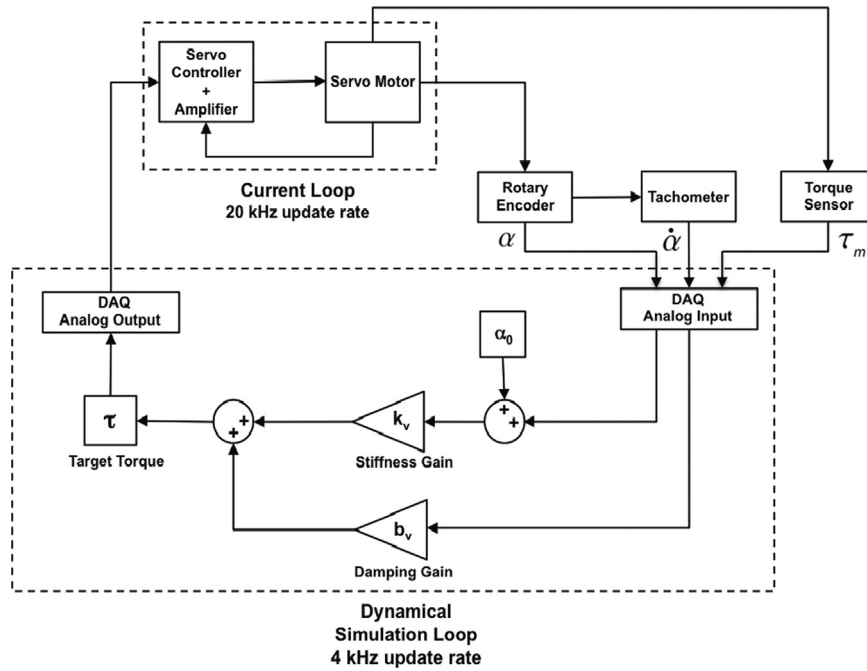 Servo
Controller
+
Amplifier
Servo Motor
Current Loop
20 kHz update rate
Rotary
Encoder
Tachometer
Torque
Sensor
α
α̇
τm
DAQ
Analog Output
DAQ
Analog Input
α0
τ
Target Torque
+
+
kv
Stiffness Gain
+
+
bv
Damping Gain
Dynamical
Simulation Loop
4 kHz update rate